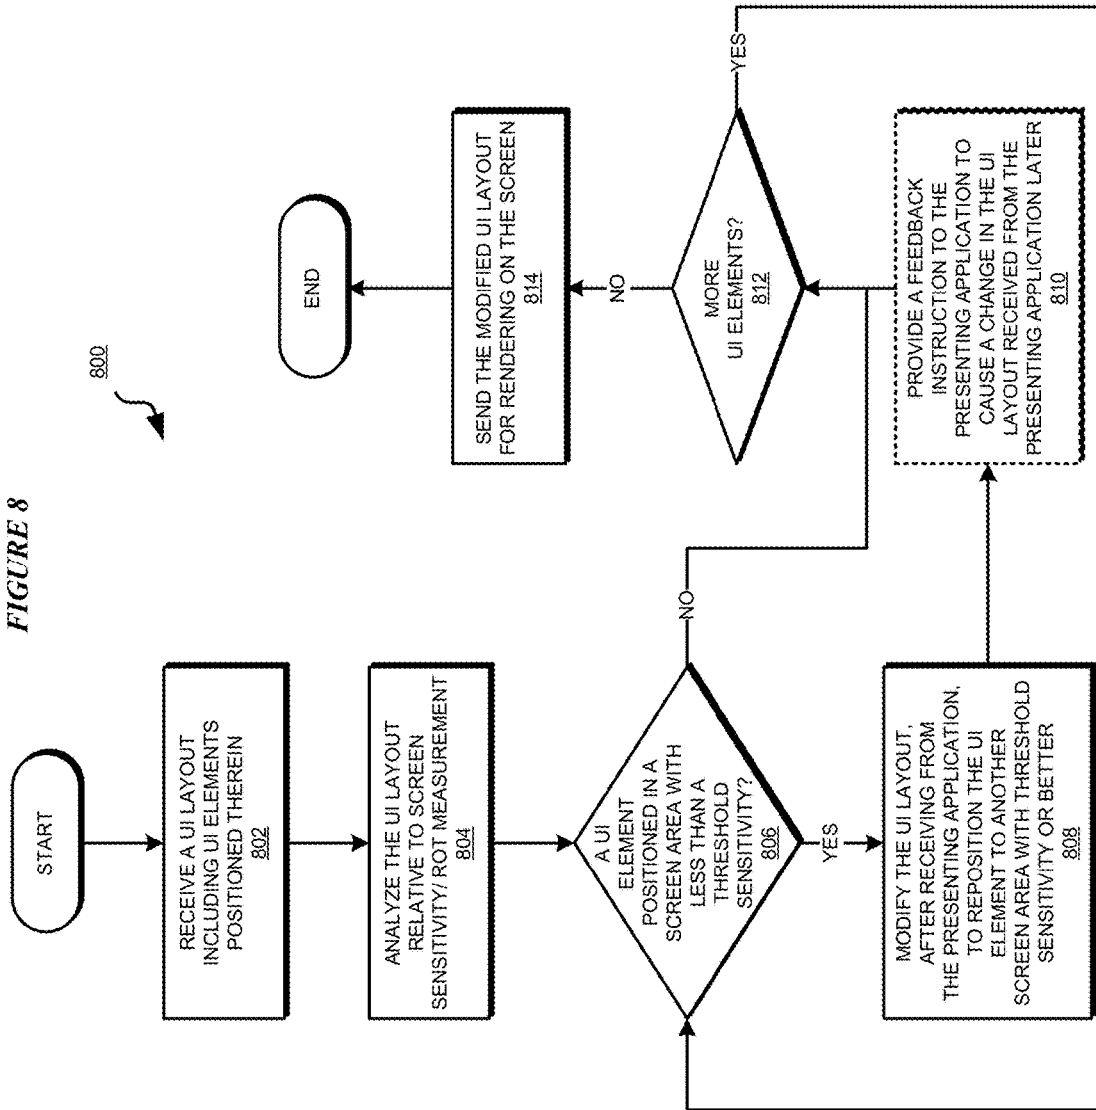 FIGURE 8
800
START
RECEIVE A UI LAYOUT
INCLUDING UI ELEMENTS
POSITIONED THEREIN
802
ANALYZE THE UI LAYOUT
RELATIVE TO SCREEN
SENSITIVITY/ ROT MEASUREMENT
804
A UI
ELEMENT
POSITIONED IN A
SCREEN AREA WITH
LESS THAN A
THRESHOLD
SENSITIVITY?
806
NO
YES
MODIFY THE UI LAYOUT,
AFTER RECEIVING FROM
THE PRESENTING APPLICATION,
TO REPOSITION THE UI
ELEMENT TO ANOTHER
SCREEN AREA WITH THRESHOLD
SENSITIVITY OR BETTER
808
PROVIDE A FEEDBACK
INSTRUCTION TO THE
PRESENTING APPLICATION TO
CAUSE A CHANGE IN THE UI
LAYOUT RECEIVED FROM THE
PRESENTING APPLICATION LATER
810
MORE
UI ELEMENTS?
812
YES
NO
SEND THE MODIFIED UI LAYOUT
FOR RENDERING ON THE SCREEN
814
END